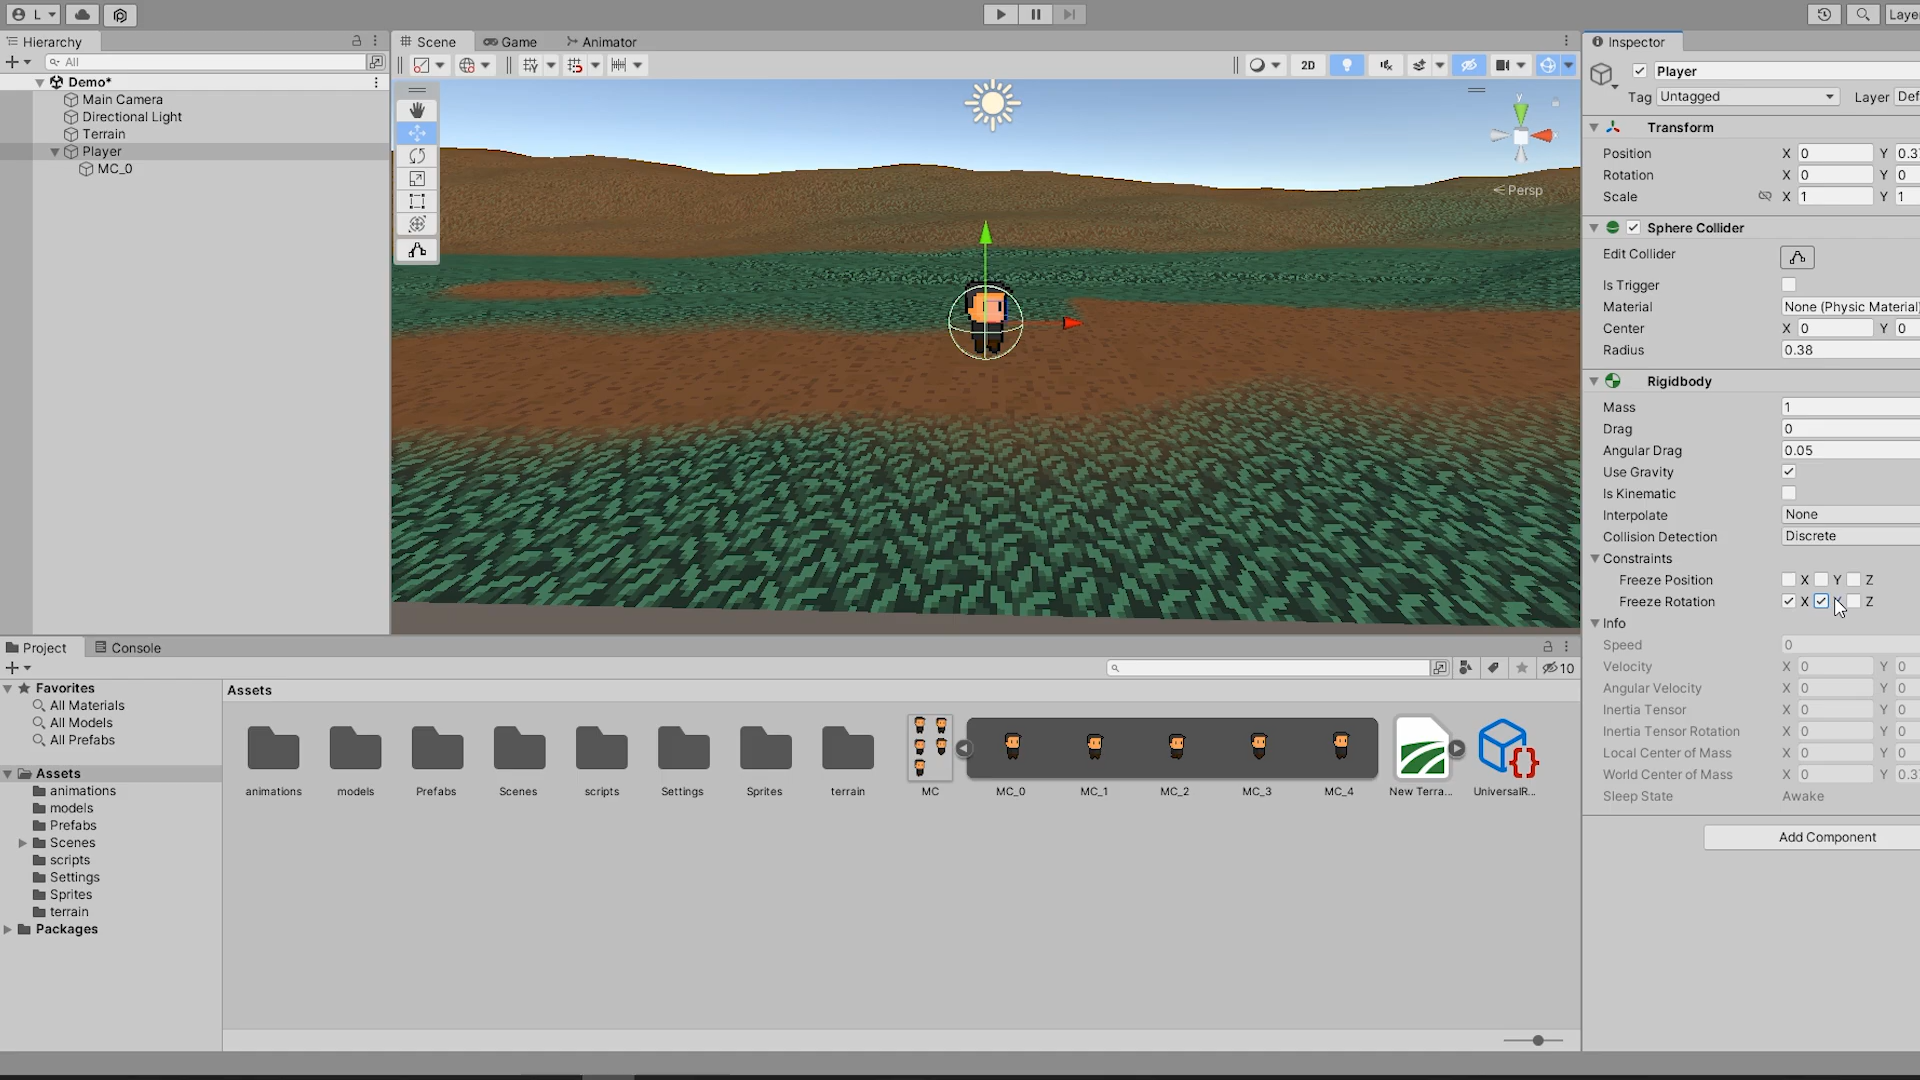 L
Laye
Hierarchy
All
Demo*
Main Camera
Directional Light
Terrain
Player
MC_0
Scene
Game
Animator
2D
y
Persp
Inspector
Player
Tag Untagged
Layer Def
Transform
Position X 0 Y 0.3
Rotation X 0 Y 0
Scale X 1 Y 1
Sphere Collider
Edit Collider
Is Trigger
Material None (Physic Material)
Center X 0 Y 0
Radius 0.38
Rigidbody
Mass 1
Drag 0
Angular Drag 0.05
Use Gravity
Is Kinematic
Interpolate None
Collision Detection Discrete
Constraints
Freeze Position X Y Z
Freeze Rotation X Y Z
Info
Speed 0
Velocity X 0 Y 0
Angular Velocity X 0 Y 0
Inertia Tensor X 0 Y 0
Inertia Tensor Rotation X 0 Y 0
Local Center of Mass X 0 Y 0
World Center of Mass X 0 Y 0.3
Sleep State Awake
Add Component
Project
Console
10
Favorites
All Materials
All Models
All Prefabs
Assets
animations
models
Prefabs
Scenes
scripts
Settings
Sprites
terrain
Packages
Assets
animations
models
Prefabs
Scenes
scripts
Settings
Sprites
terrain
MC
MC_0
MC_1
MC_2
MC_3
MC_4
New Terra...
UniversalR...